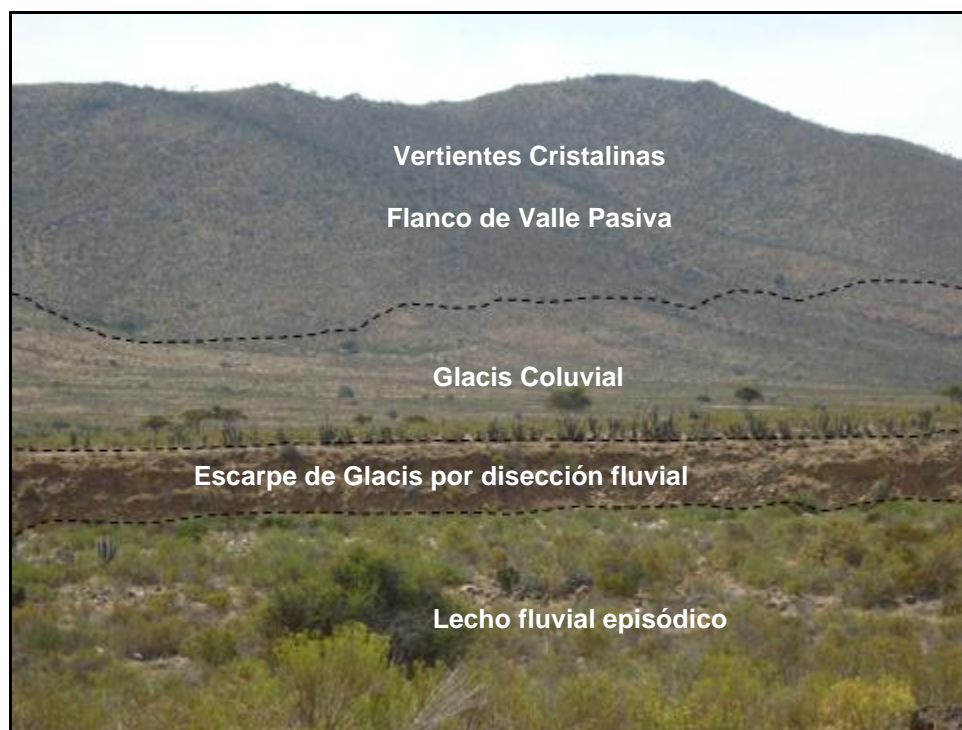 Vertientes Cristalinas
Flanco de Valle Pasiva
Glacis Coluvial
Escarpe de Glacis por disección fluvial
Lecho fluvial episódico